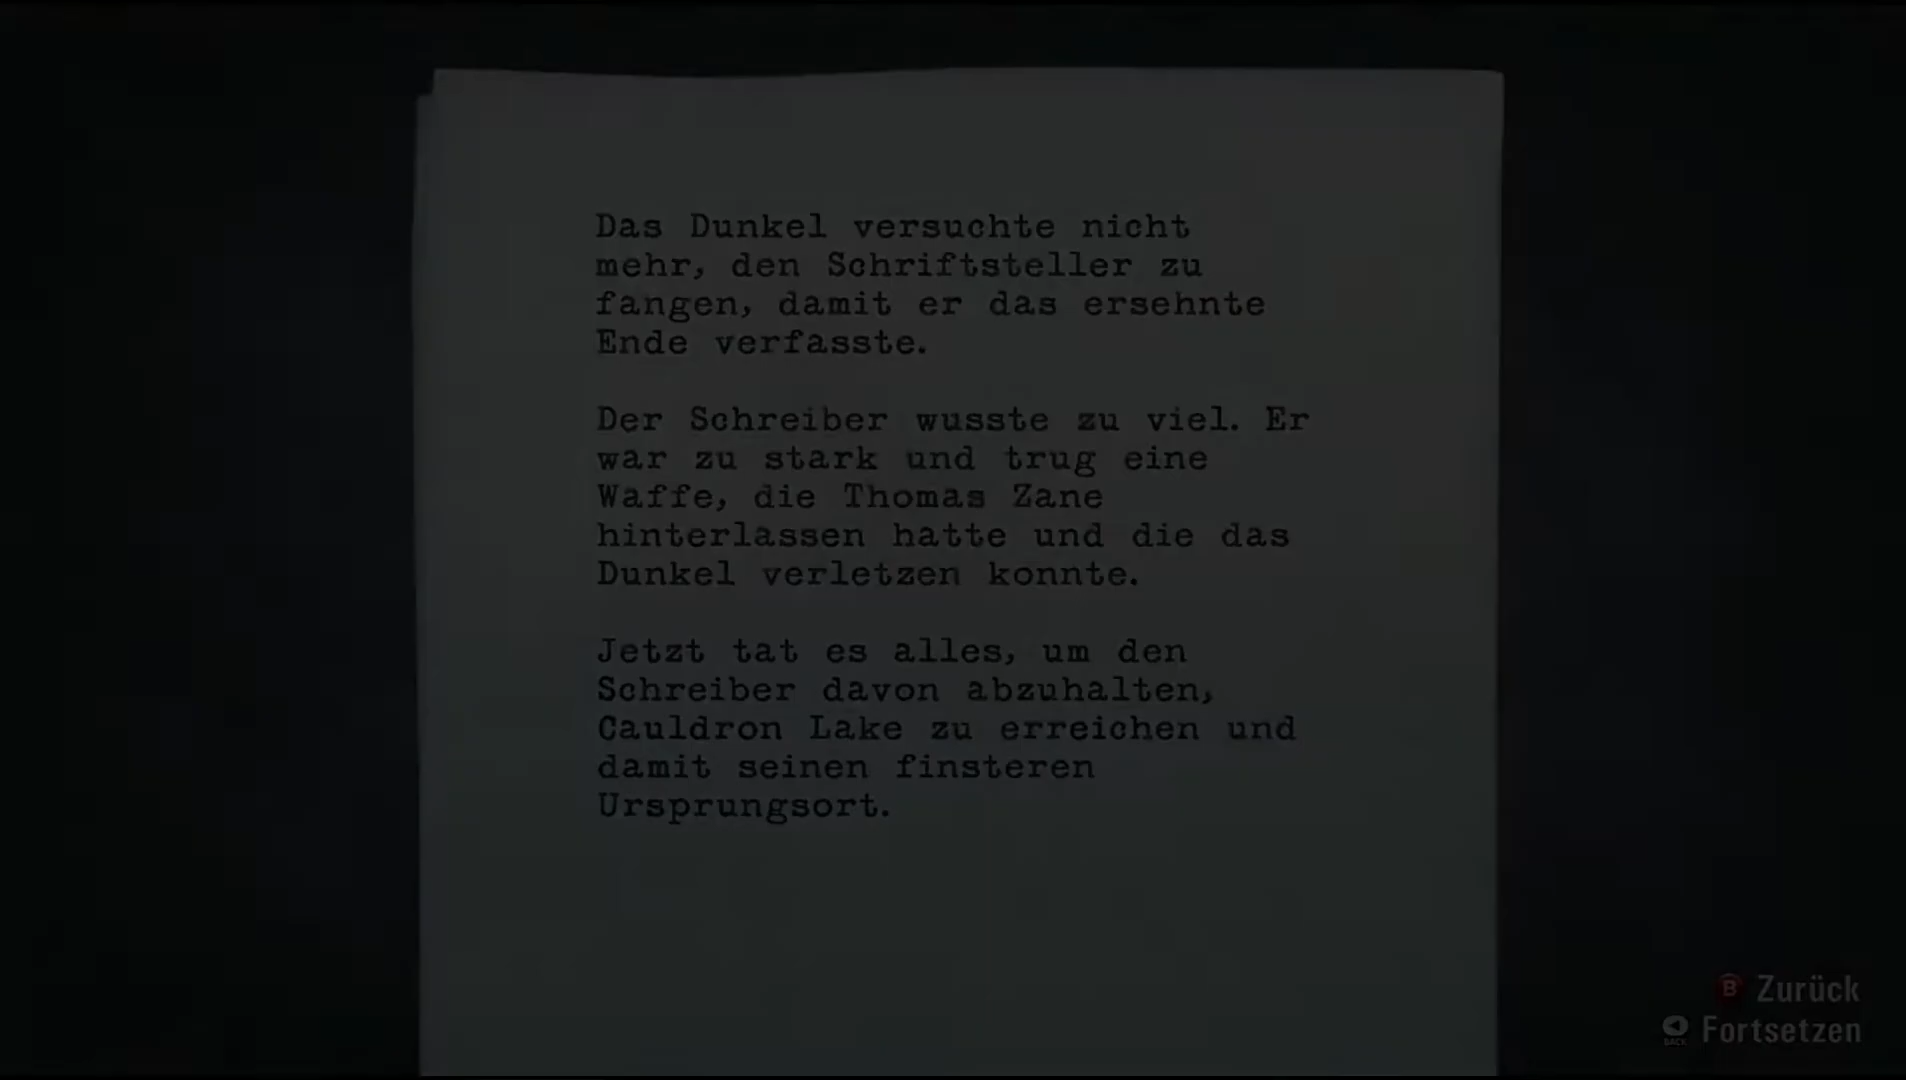 Das Dunkel versuchte nicht
mehr, den Schriftsteller zu
fangen, damit er das ersehnte
Ende verfasste.
Der Schreiber wusste zu viel. Er
war zu stark und trug eine
Waffe, die Thomas Zane
hinterlassen hatte und die das
Dunkel verletzen konnte.
Jetzt tat es alles, um den
Schreiber davon abzuhalten,
Cauldron Lake zu erreichen und
damit seinen finsteren
Ursprungsort.
B Zurück
BACK Fortsetzen